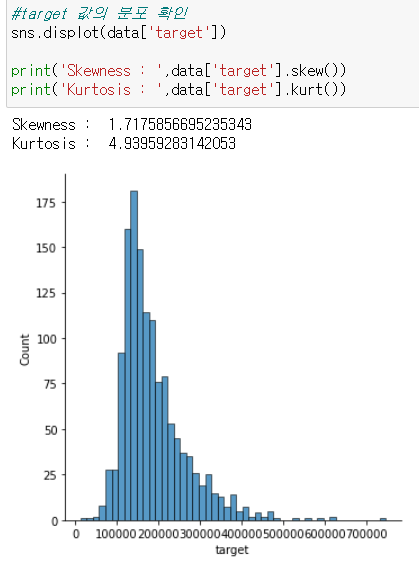 #target 값의 분포 확인
sns.displot(data['target'])
print('Skewness : ',data['target'].skew())
print('Kurtosis : ',data['target'].kurt())
Skewness :  1.7175856695235343
Kurtosis :  4.93959283142053
175
150
125
100
75
50
25
0
Count
0 100000 200000 300000 400000 500000 600000 700000
target